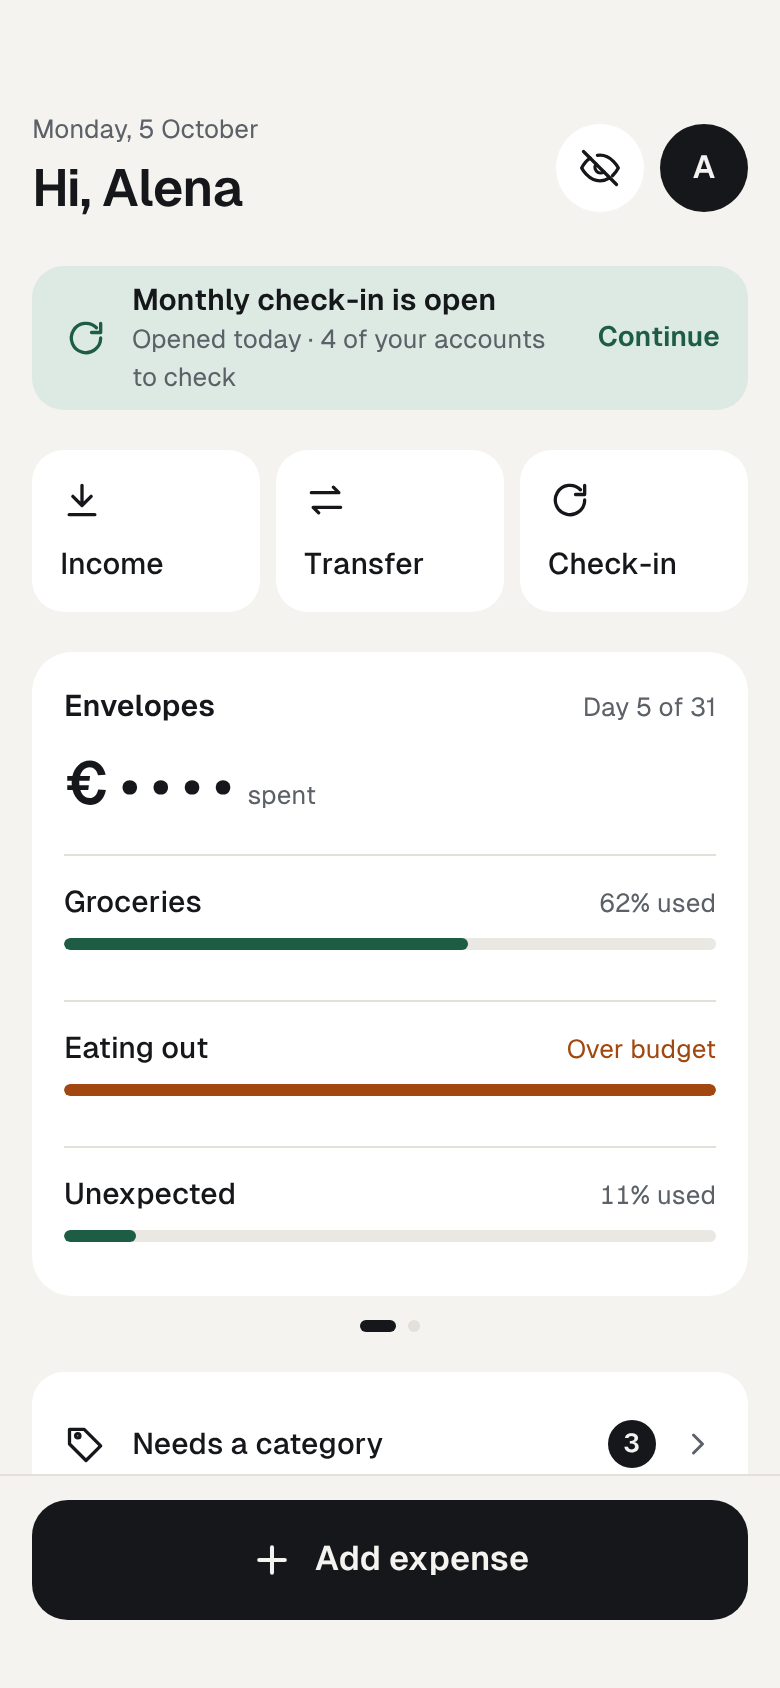 Monday, 5 October
Hi, Alena
A
Monthly check-in is open
Opened today · 4 of your accounts
to check
Continue
Income
Transfer
Check-in
Envelopes
Day 5 of 31
€ •••• spent
Groceries
62% used
Eating out
Over budget
Unexpected
11% used
Needs a category
3
Add expense